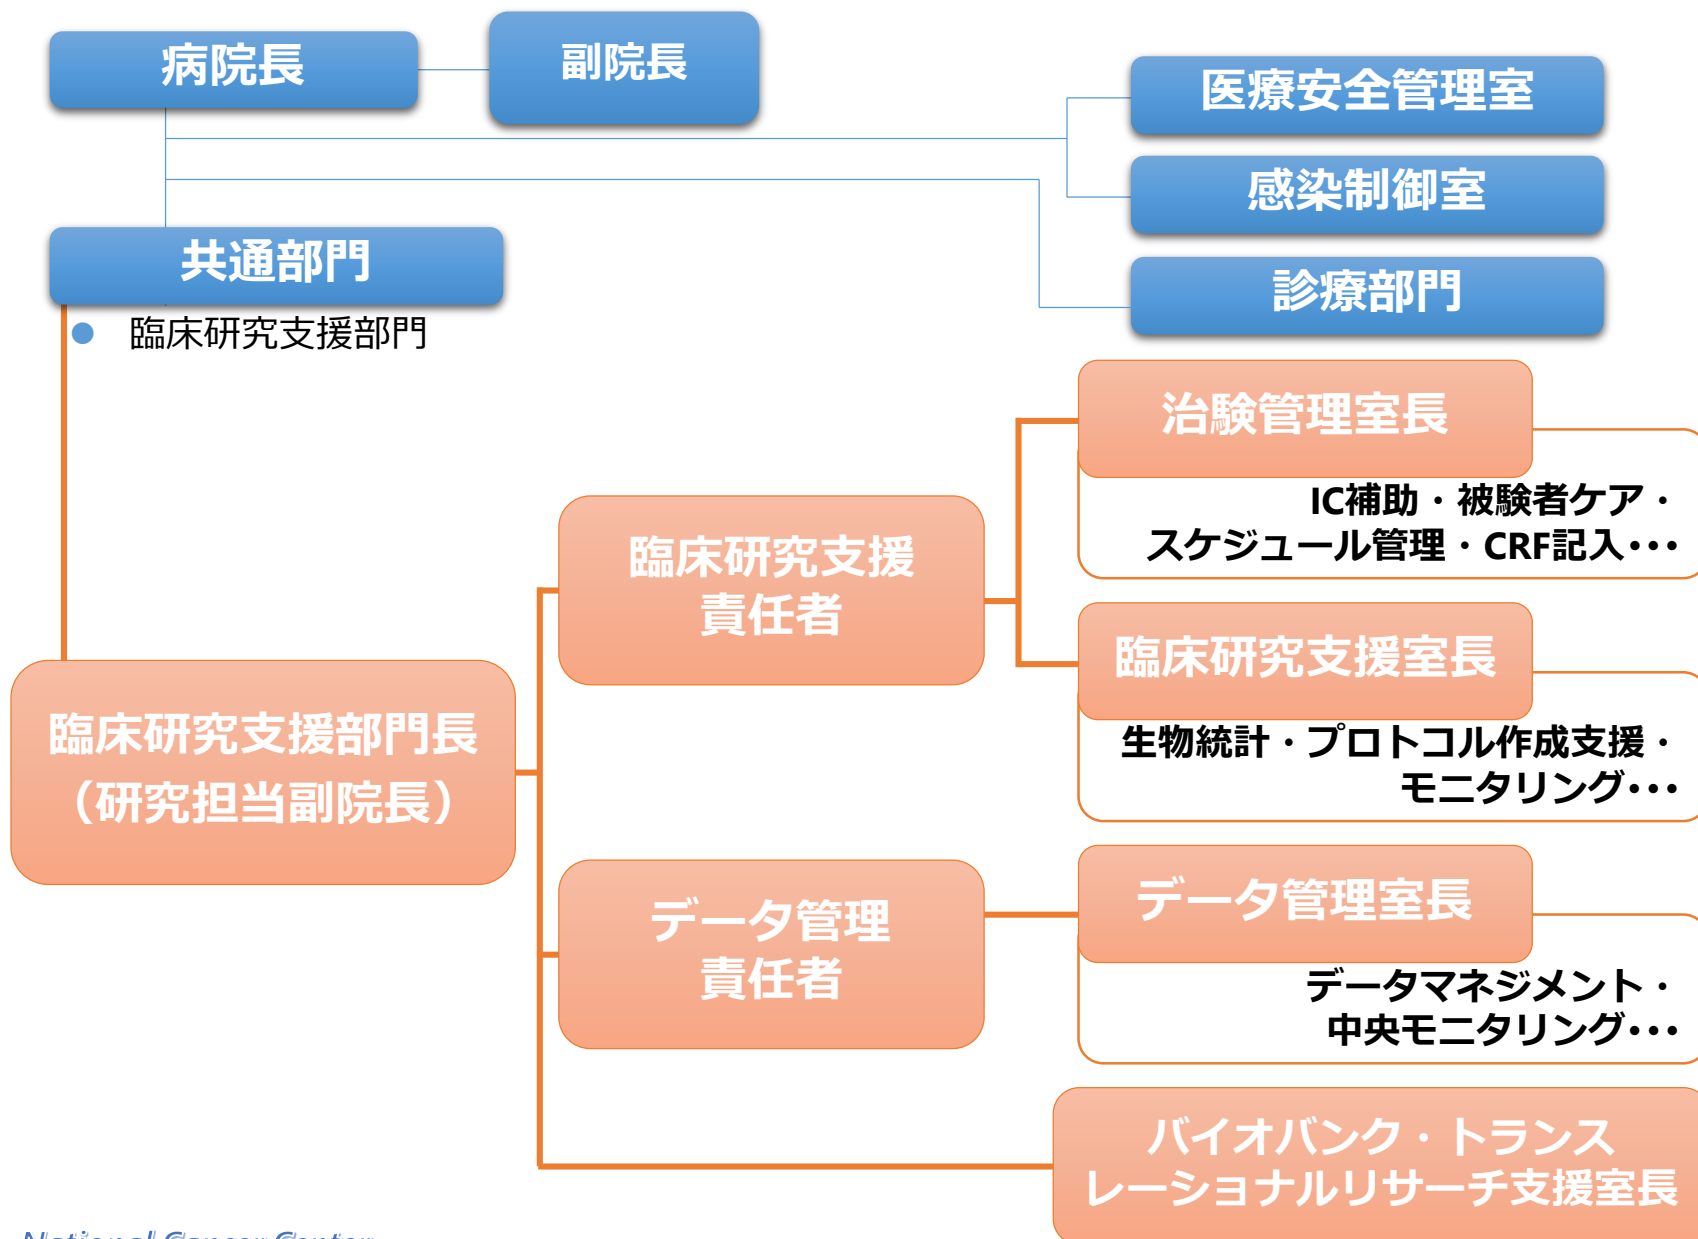 病院長
副院長
医療安全管理室
感染制御室
共通部門
診療部門
● 臨床研究支援部門
治験管理室長
IC補助・被験者ケア・
スケジュール管理・CRF記入･･･
臨床研究支援
責任者
臨床研究支援室長
生物統計・プロトコル作成支援・
モニタリング･･･
臨床研究支援部門長
（研究担当副院長）
データ管理
責任者
データ管理室長
データマネジメント・
中央モニタリング･･･
バイオバンク・トランス
レーショナルリサーチ支援室長
National Cancer Center